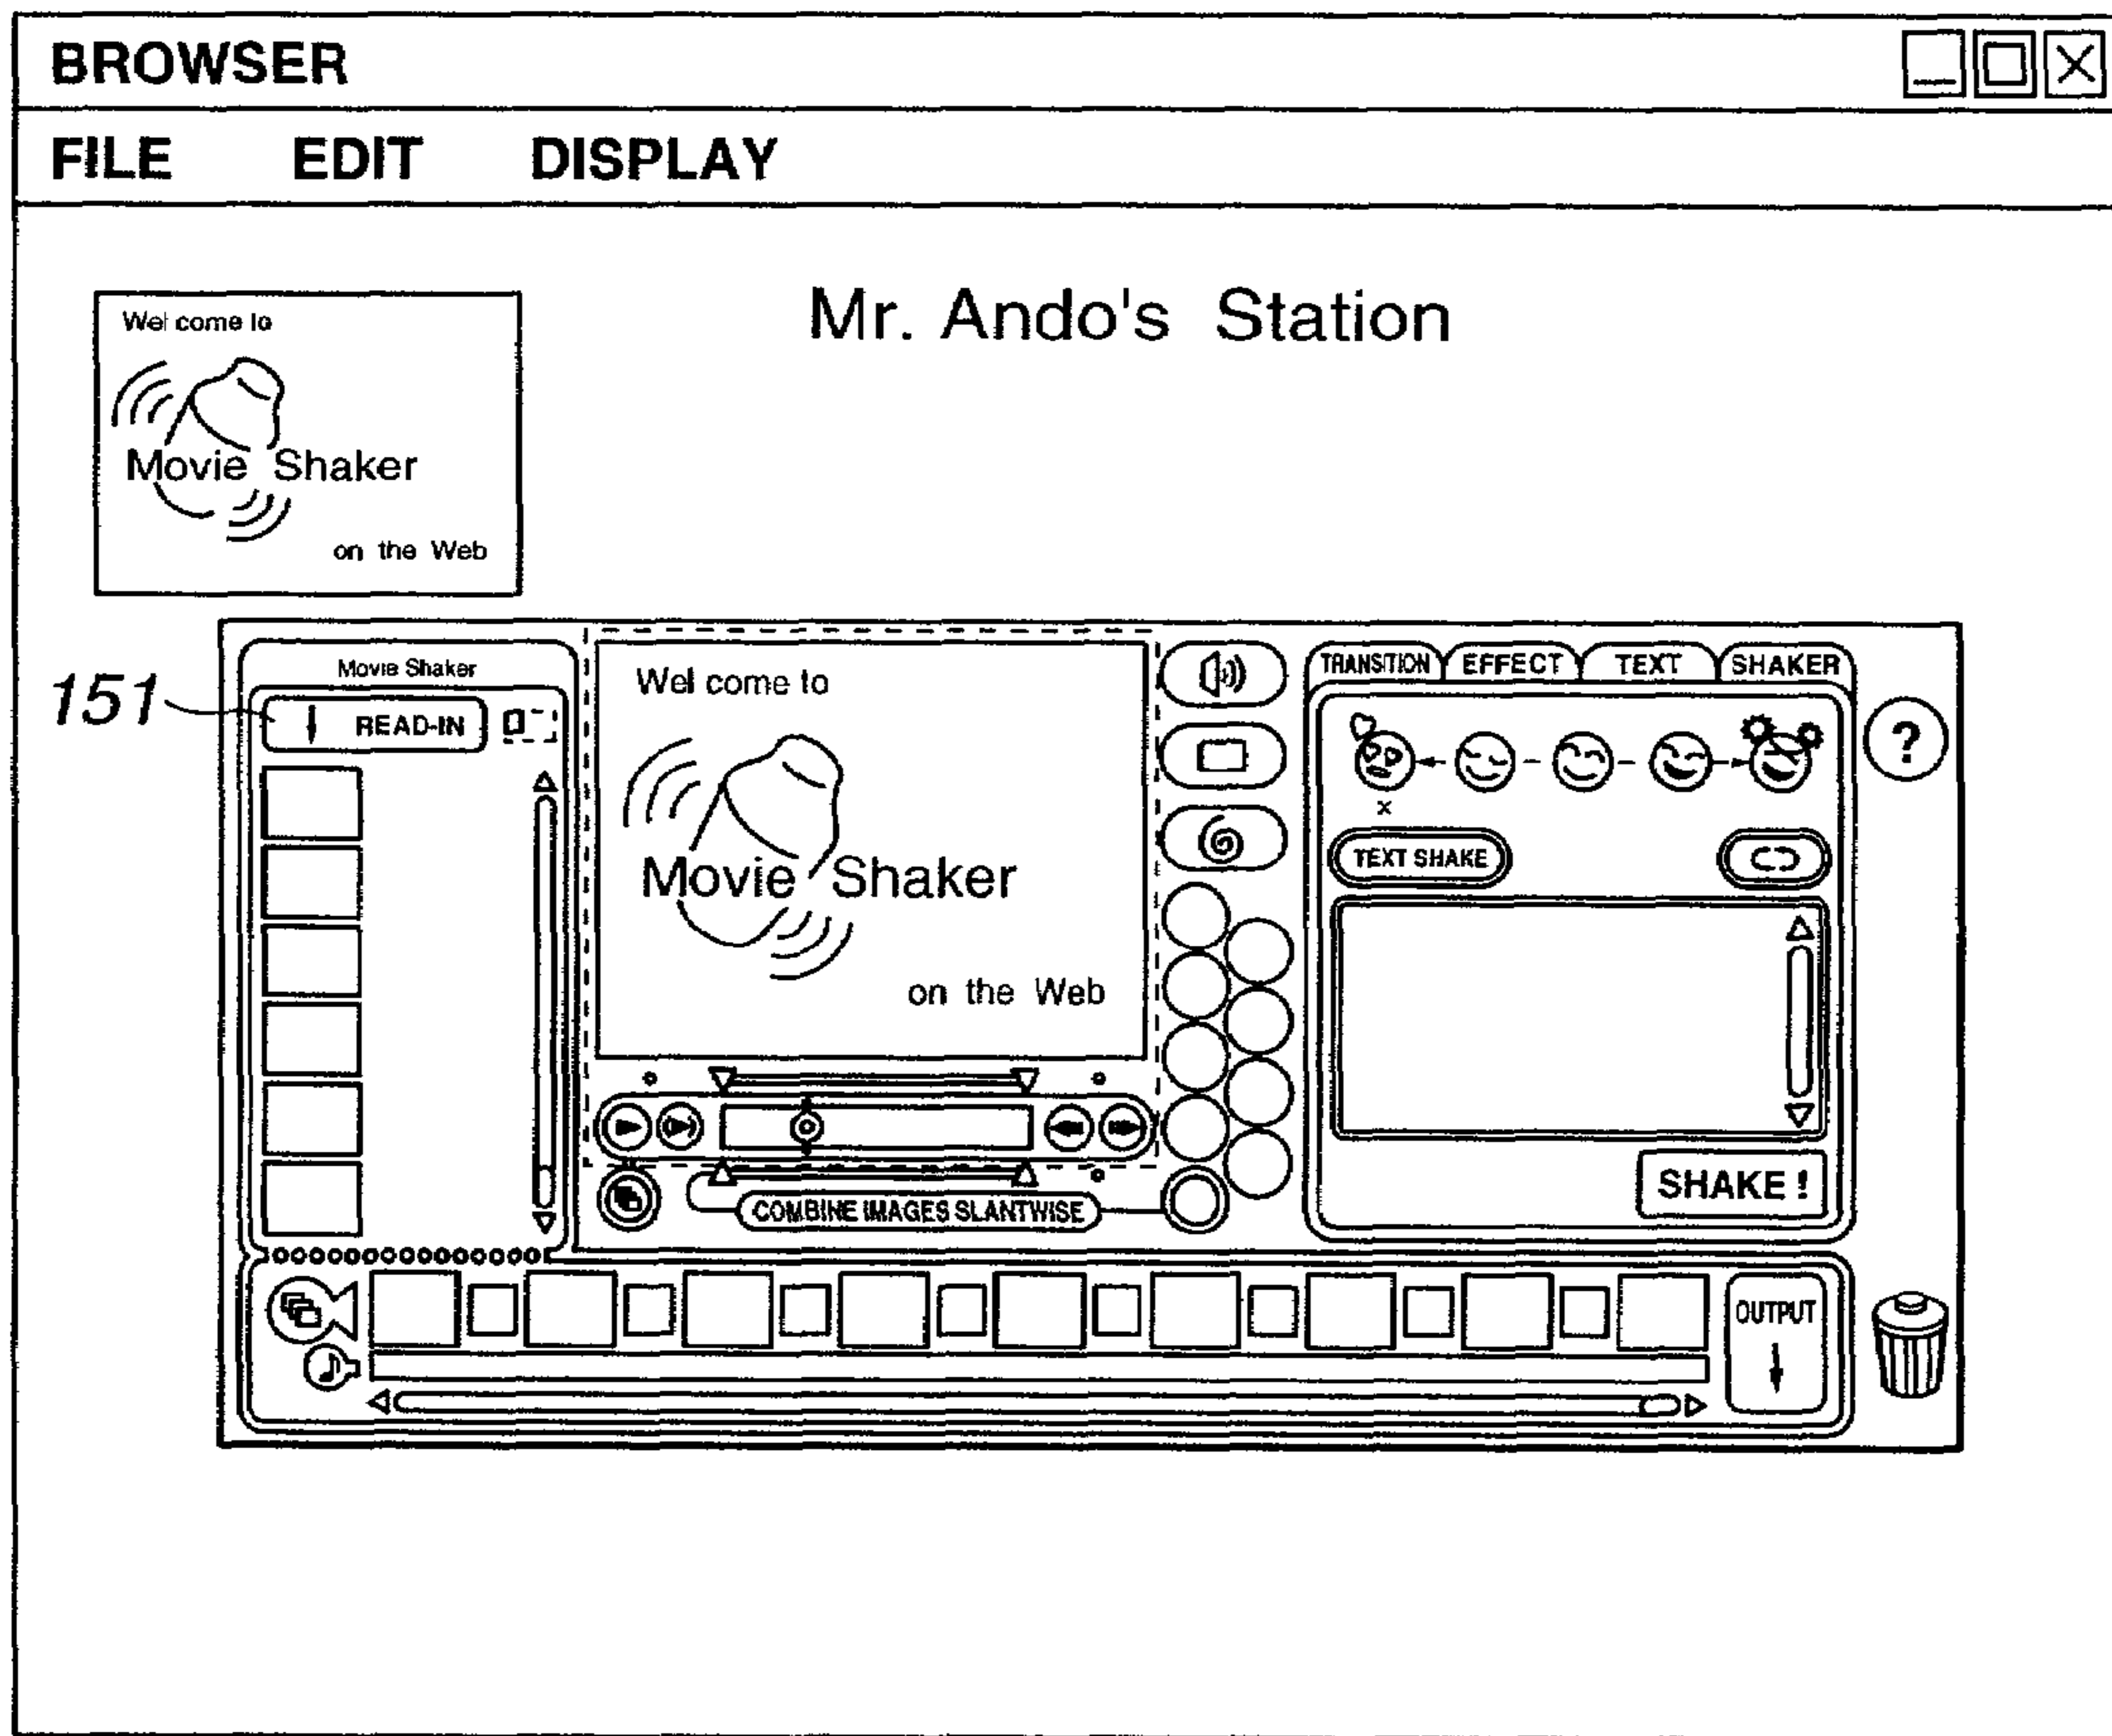 BROWSER
FILE EDIT DISPLAY
Mr. Ando's Station
Wel come to
Movie Shaker
on the Web
151
Movie Shaker
READ-IN
Wel come to
Movie Shaker
on the Web
COMBINE IMAGES SLANTWISE
TRANSITION EFFECT TEXT SHAKER
?
x
TEXT SHAKE
SHAKE !
OUTPUT